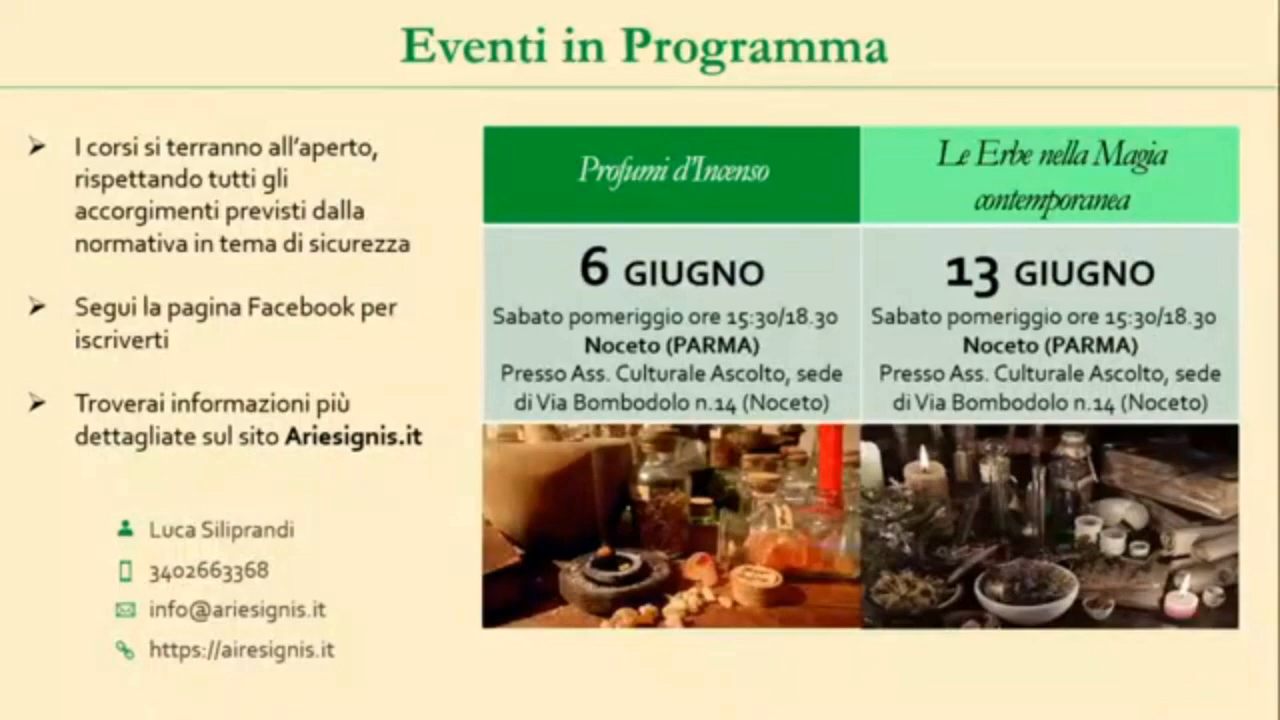 Eventi in Programma
I corsi si terranno all'aperto,
rispettando tutti gli
accorgimenti previsti dalla
normativa in tema di sicurezza
Segui la pagina Facebook per
iscriverti
Troverai informazioni più
dettagliate sul sito Ariesignis.it
Luca Siliprandi
3402663368
info@ariesignis.it
https://airesignis.it
Profumi d'Incenso
6 GIUGNO
Sabato pomeriggio ore 15:30/18.30
Noceto (PARMA)
Presso Ass. Culturale Ascolto, sede
di Via Bombodolo n.14 (Noceto)
Le Erbe nella Magia
contemporanea
13 GIUGNO
Sabato pomeriggio ore 15:30/18.30
Noceto (PARMA)
Presso Ass. Culturale Ascolto, sede
di Via Bombodolo n.14 (Noceto)